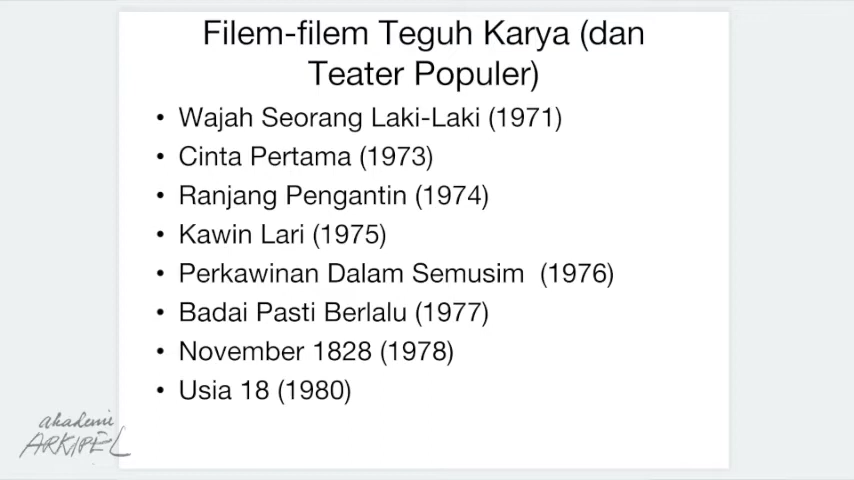 Filem-filem Teguh Karya (dan
Teater Populer)
• Wajah Seorang Laki-Laki (1971)
• Cinta Pertama (1973)
• Ranjang Pengantin (1974)
• Kawin Lari (1975)
• Perkawinan Dalam Semusim (1976)
• Badai Pasti Berlalu (1977)
• November 1828 (1978)
• Usia 18 (1980)
akademi
ARKIPEL